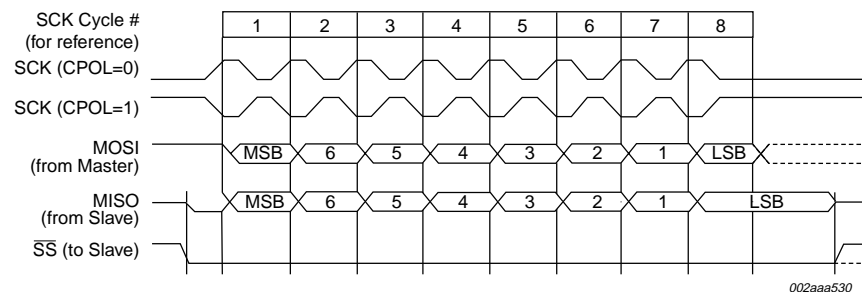 SCK Cycle # 1 2 3 4 5 6 7 8
(for reference)
SCK (CPOL=0)
SCK (CPOL=1)
MOSI MSB 6 5 4 3 2 1 LSB
(from Master)
MISO MSB 6 5 4 3 2 1 LSB
(from Slave)
SS (to Slave)
002aaa530